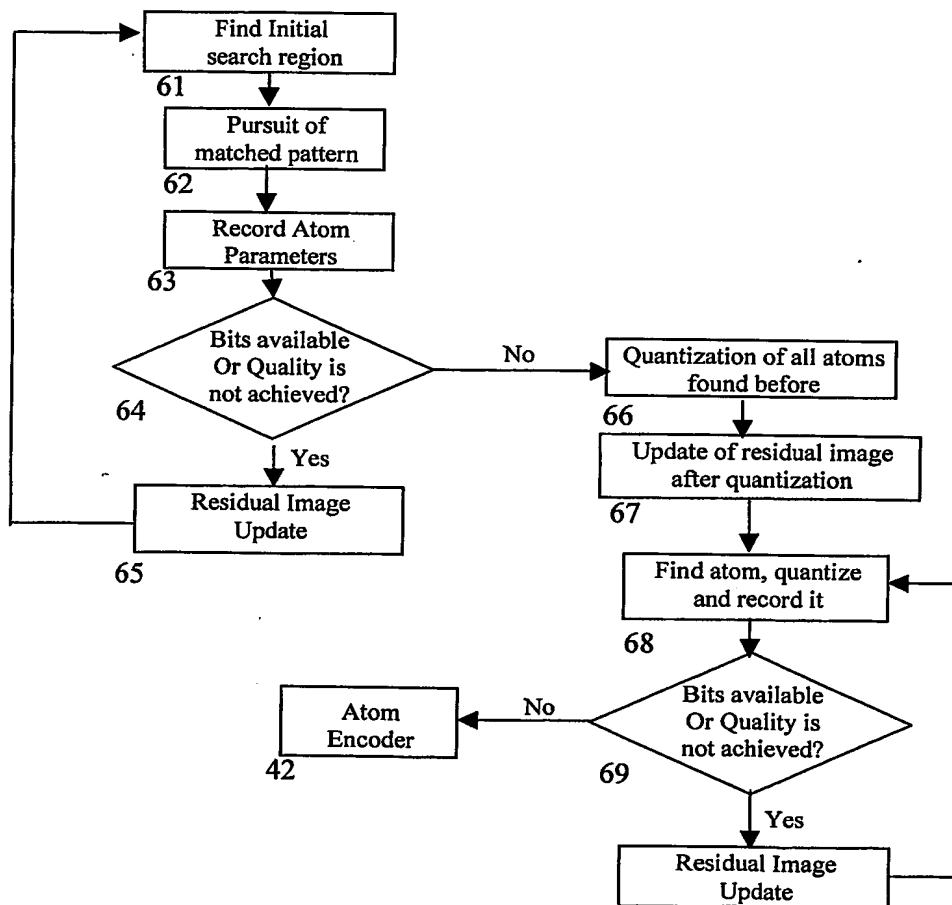 Find Initial
search region
61
Pursuit of
matched pattern
62
Record Atom
Parameters
63
Bits available
Or Quality is
not achieved?
64
No
Yes
Residual Image
Update
65
Quantization of all atoms
found before
66
Update of residual image
after quantization
67
Find atom, quantize
and record it
68
Bits available
Or Quality is
not achieved?
69
No
Atom
Encoder
42
Yes
Residual Image
Update